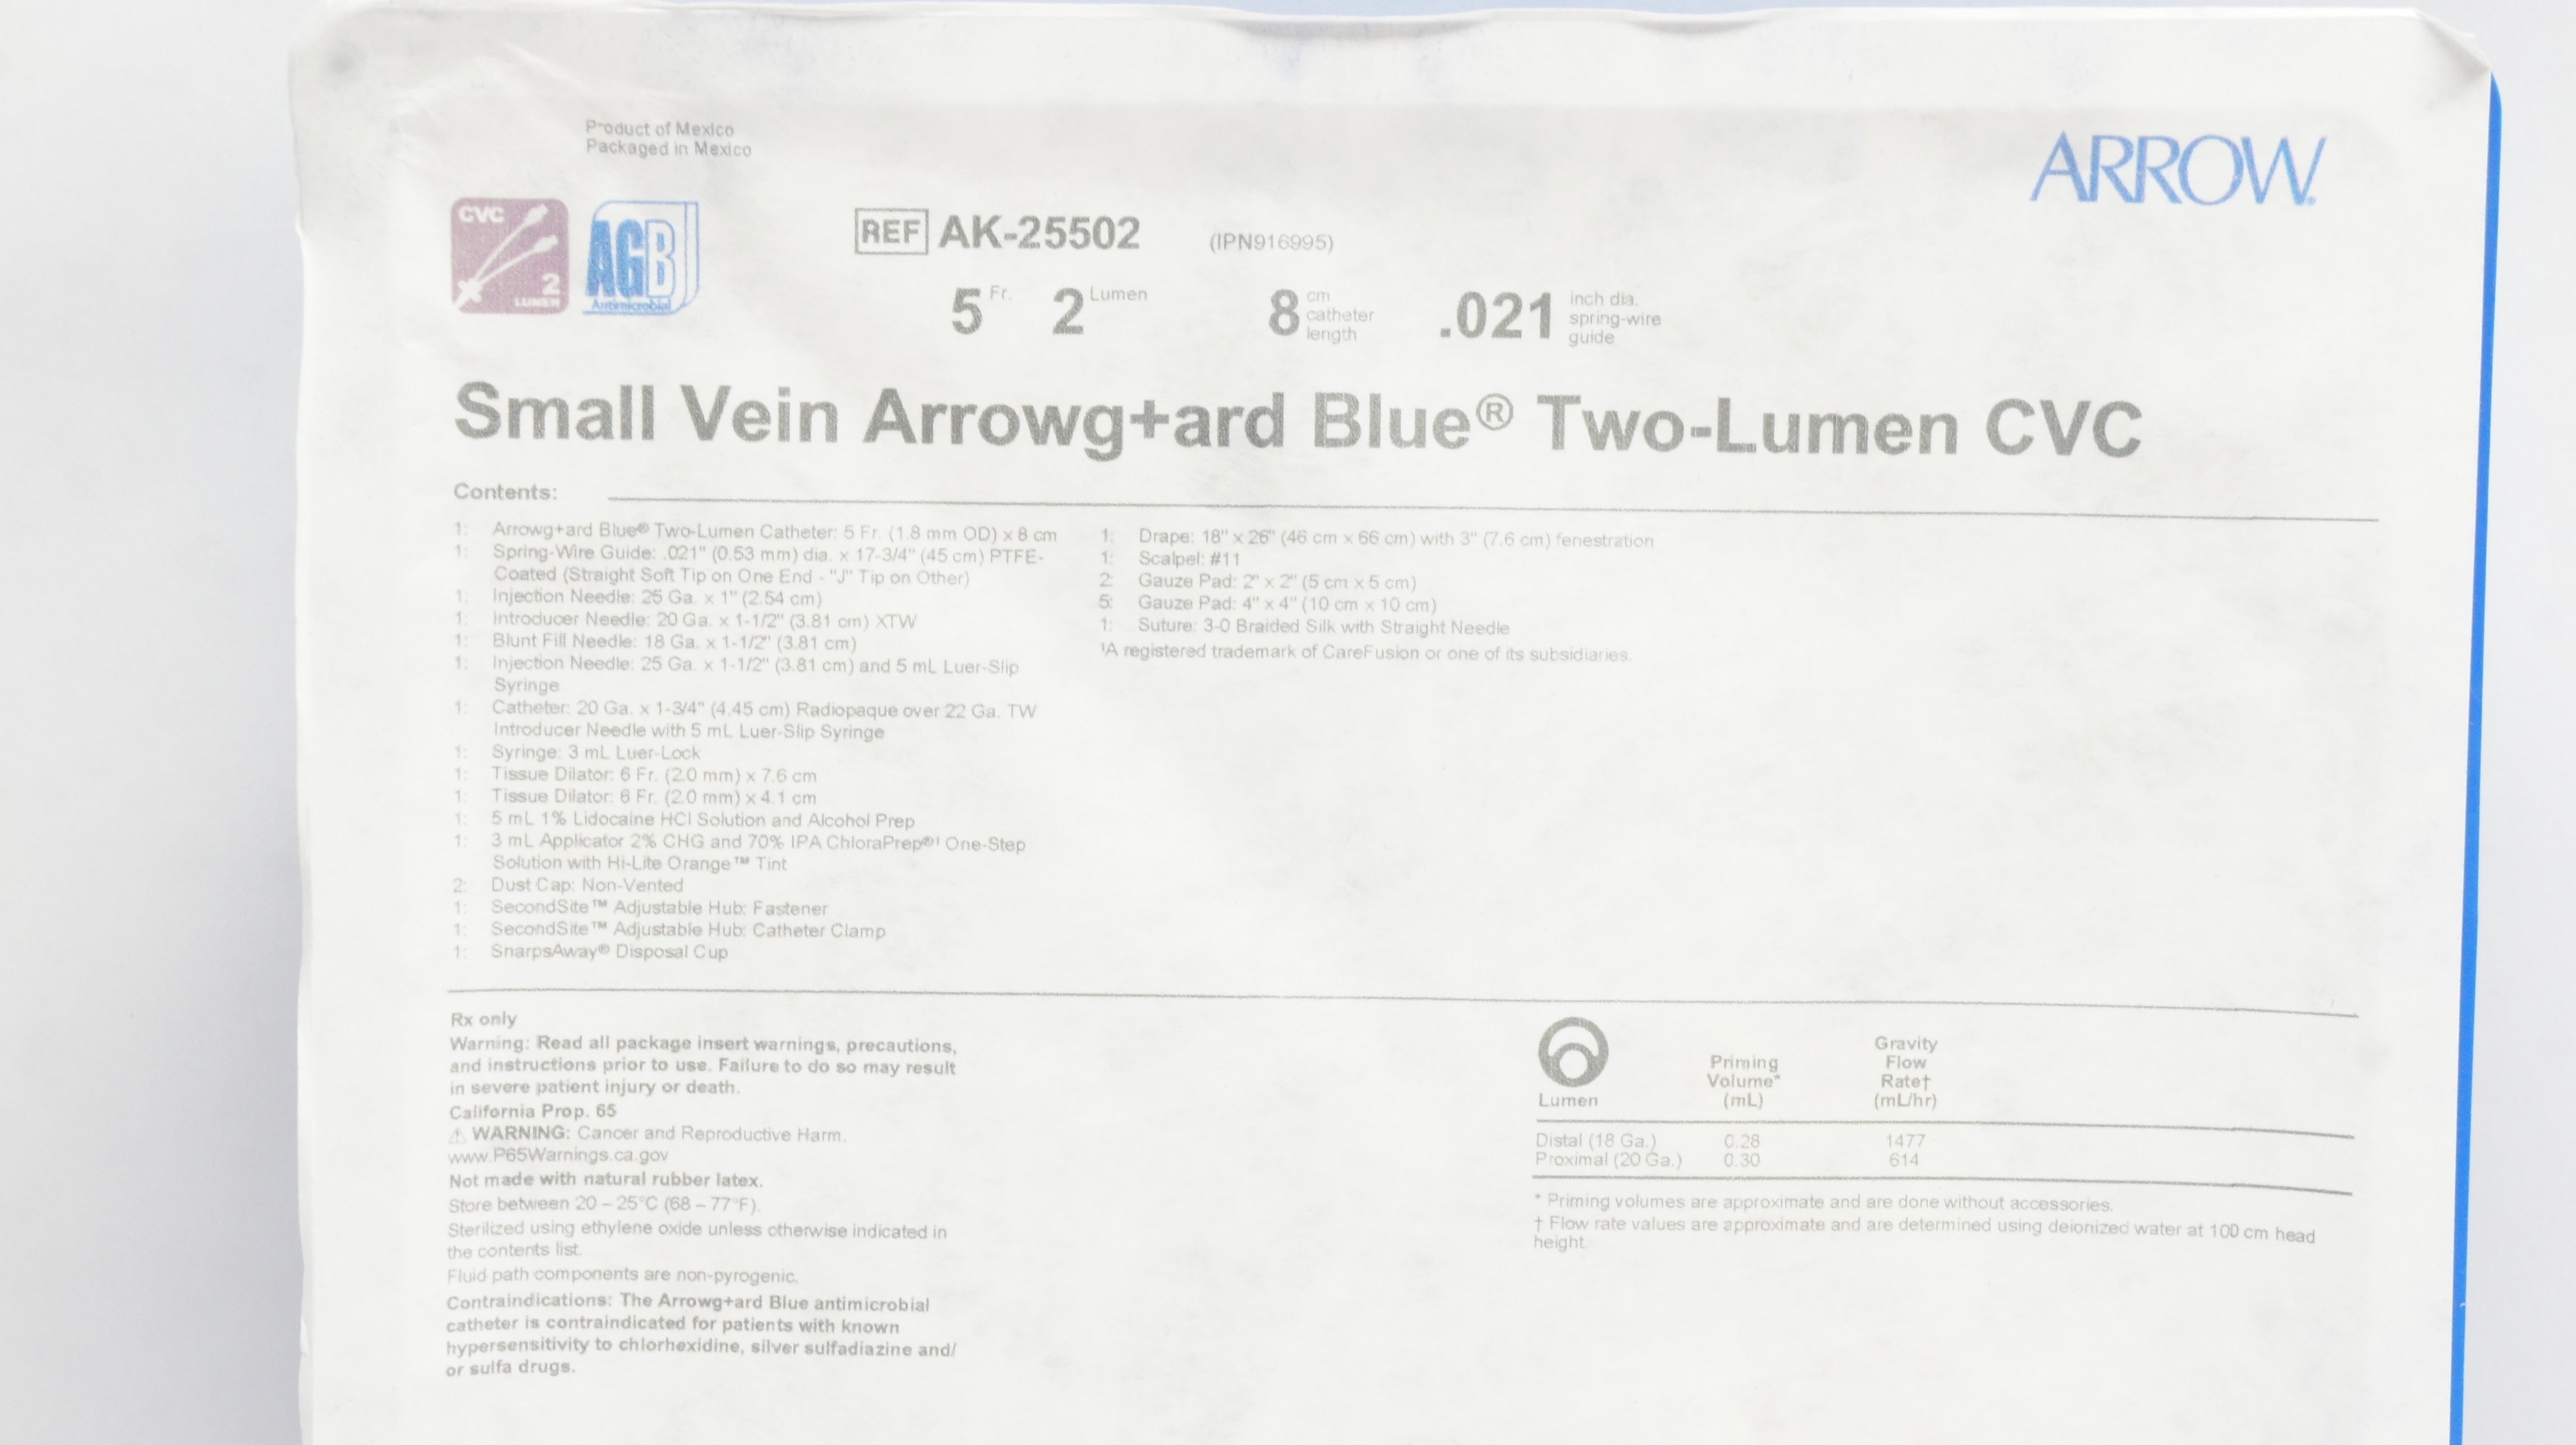 Product of Mexico
Packaged in Mexico
ARROW
CVC
2
LUMEN
AGB
Antimicrobial
REF AK-25502 (IPN916995)
5 Fr. 2 Lumen 8 cm catheter length .021 inch dia. spring-wire guide
Small Vein Arrowg+ard Blue® Two-Lumen CVC
Contents:
1: Arrowg+ard Blue® Two-Lumen Catheter: 5 Fr. (1.8 mm OD) x 8 cm
1: Spring-Wire Guide: .021" (0.53 mm) dia. x 17-3/4" (45 cm) PTFE-
Coated (Straight Soft Tip on One End - "J" Tip on Other)
1: Injection Needle: 25 Ga. x 1" (2.54 cm)
1: Introducer Needle: 20 Ga. x 1-1/2" (3.81 cm) XTW
1: Blunt Fill Needle: 18 Ga. x 1-1/2" (3.81 cm)
1: Injection Needle: 25 Ga. x 1-1/2" (3.81 cm) and 5 mL Luer-Slip
Syringe
1: Catheter: 20 Ga. x 1-3/4" (4.45 cm) Radiopaque over 22 Ga. TW
Introducer Needle with 5 mL Luer-Slip Syringe
1: Syringe: 3 mL Luer-Lock
1: Tissue Dilator: 6 Fr. (2.0 mm) x 7.6 cm
1: Tissue Dilator: 6 Fr. (2.0 mm) x 4.1 cm
1: 5 mL 1% Lidocaine HCl Solution and Alcohol Prep
1: 3 mL Applicator 2% CHG and 70% IPA ChloraPrep®¹ One-Step
Solution with Hi-Lite Orange™ Tint
2: Dust Cap: Non-Vented
1: SecondSite™ Adjustable Hub: Fastener
1: SecondSite™ Adjustable Hub: Catheter Clamp
1: SharpsAway® Disposal Cup
1: Drape: 18" x 26" (46 cm x 66 cm) with 3" (7.6 cm) fenestration
1: Scalpel: #11
2: Gauze Pad: 2" x 2" (5 cm x 5 cm)
5: Gauze Pad: 4" x 4" (10 cm x 10 cm)
1: Suture: 3-0 Braided Silk with Straight Needle
¹A registered trademark of CareFusion or one of its subsidiaries.
Rx only
Warning: Read all package insert warnings, precautions,
and instructions prior to use. Failure to do so may result
in severe patient injury or death.
California Prop. 65
⚠ WARNING: Cancer and Reproductive Harm.
www.P65Warnings.ca.gov
Not made with natural rubber latex.
Store between 20 – 25°C (68 – 77°F).
Sterilized using ethylene oxide unless otherwise indicated in
the contents list.
Fluid path components are non-pyrogenic.
Contraindications: The Arrowg+ard Blue antimicrobial
catheter is contraindicated for patients with known
hypersensitivity to chlorhexidine, silver sulfadiazine and/
or sulfa drugs.
Lumen Priming Volume* (mL) Gravity Flow Rate† (mL/hr)
Distal (18 Ga.) 0.28 1477
Proximal (20 Ga.) 0.30 614
* Priming volumes are approximate and are done without accessories.
† Flow rate values are approximate and are determined using deionized water at 100 cm head
height.